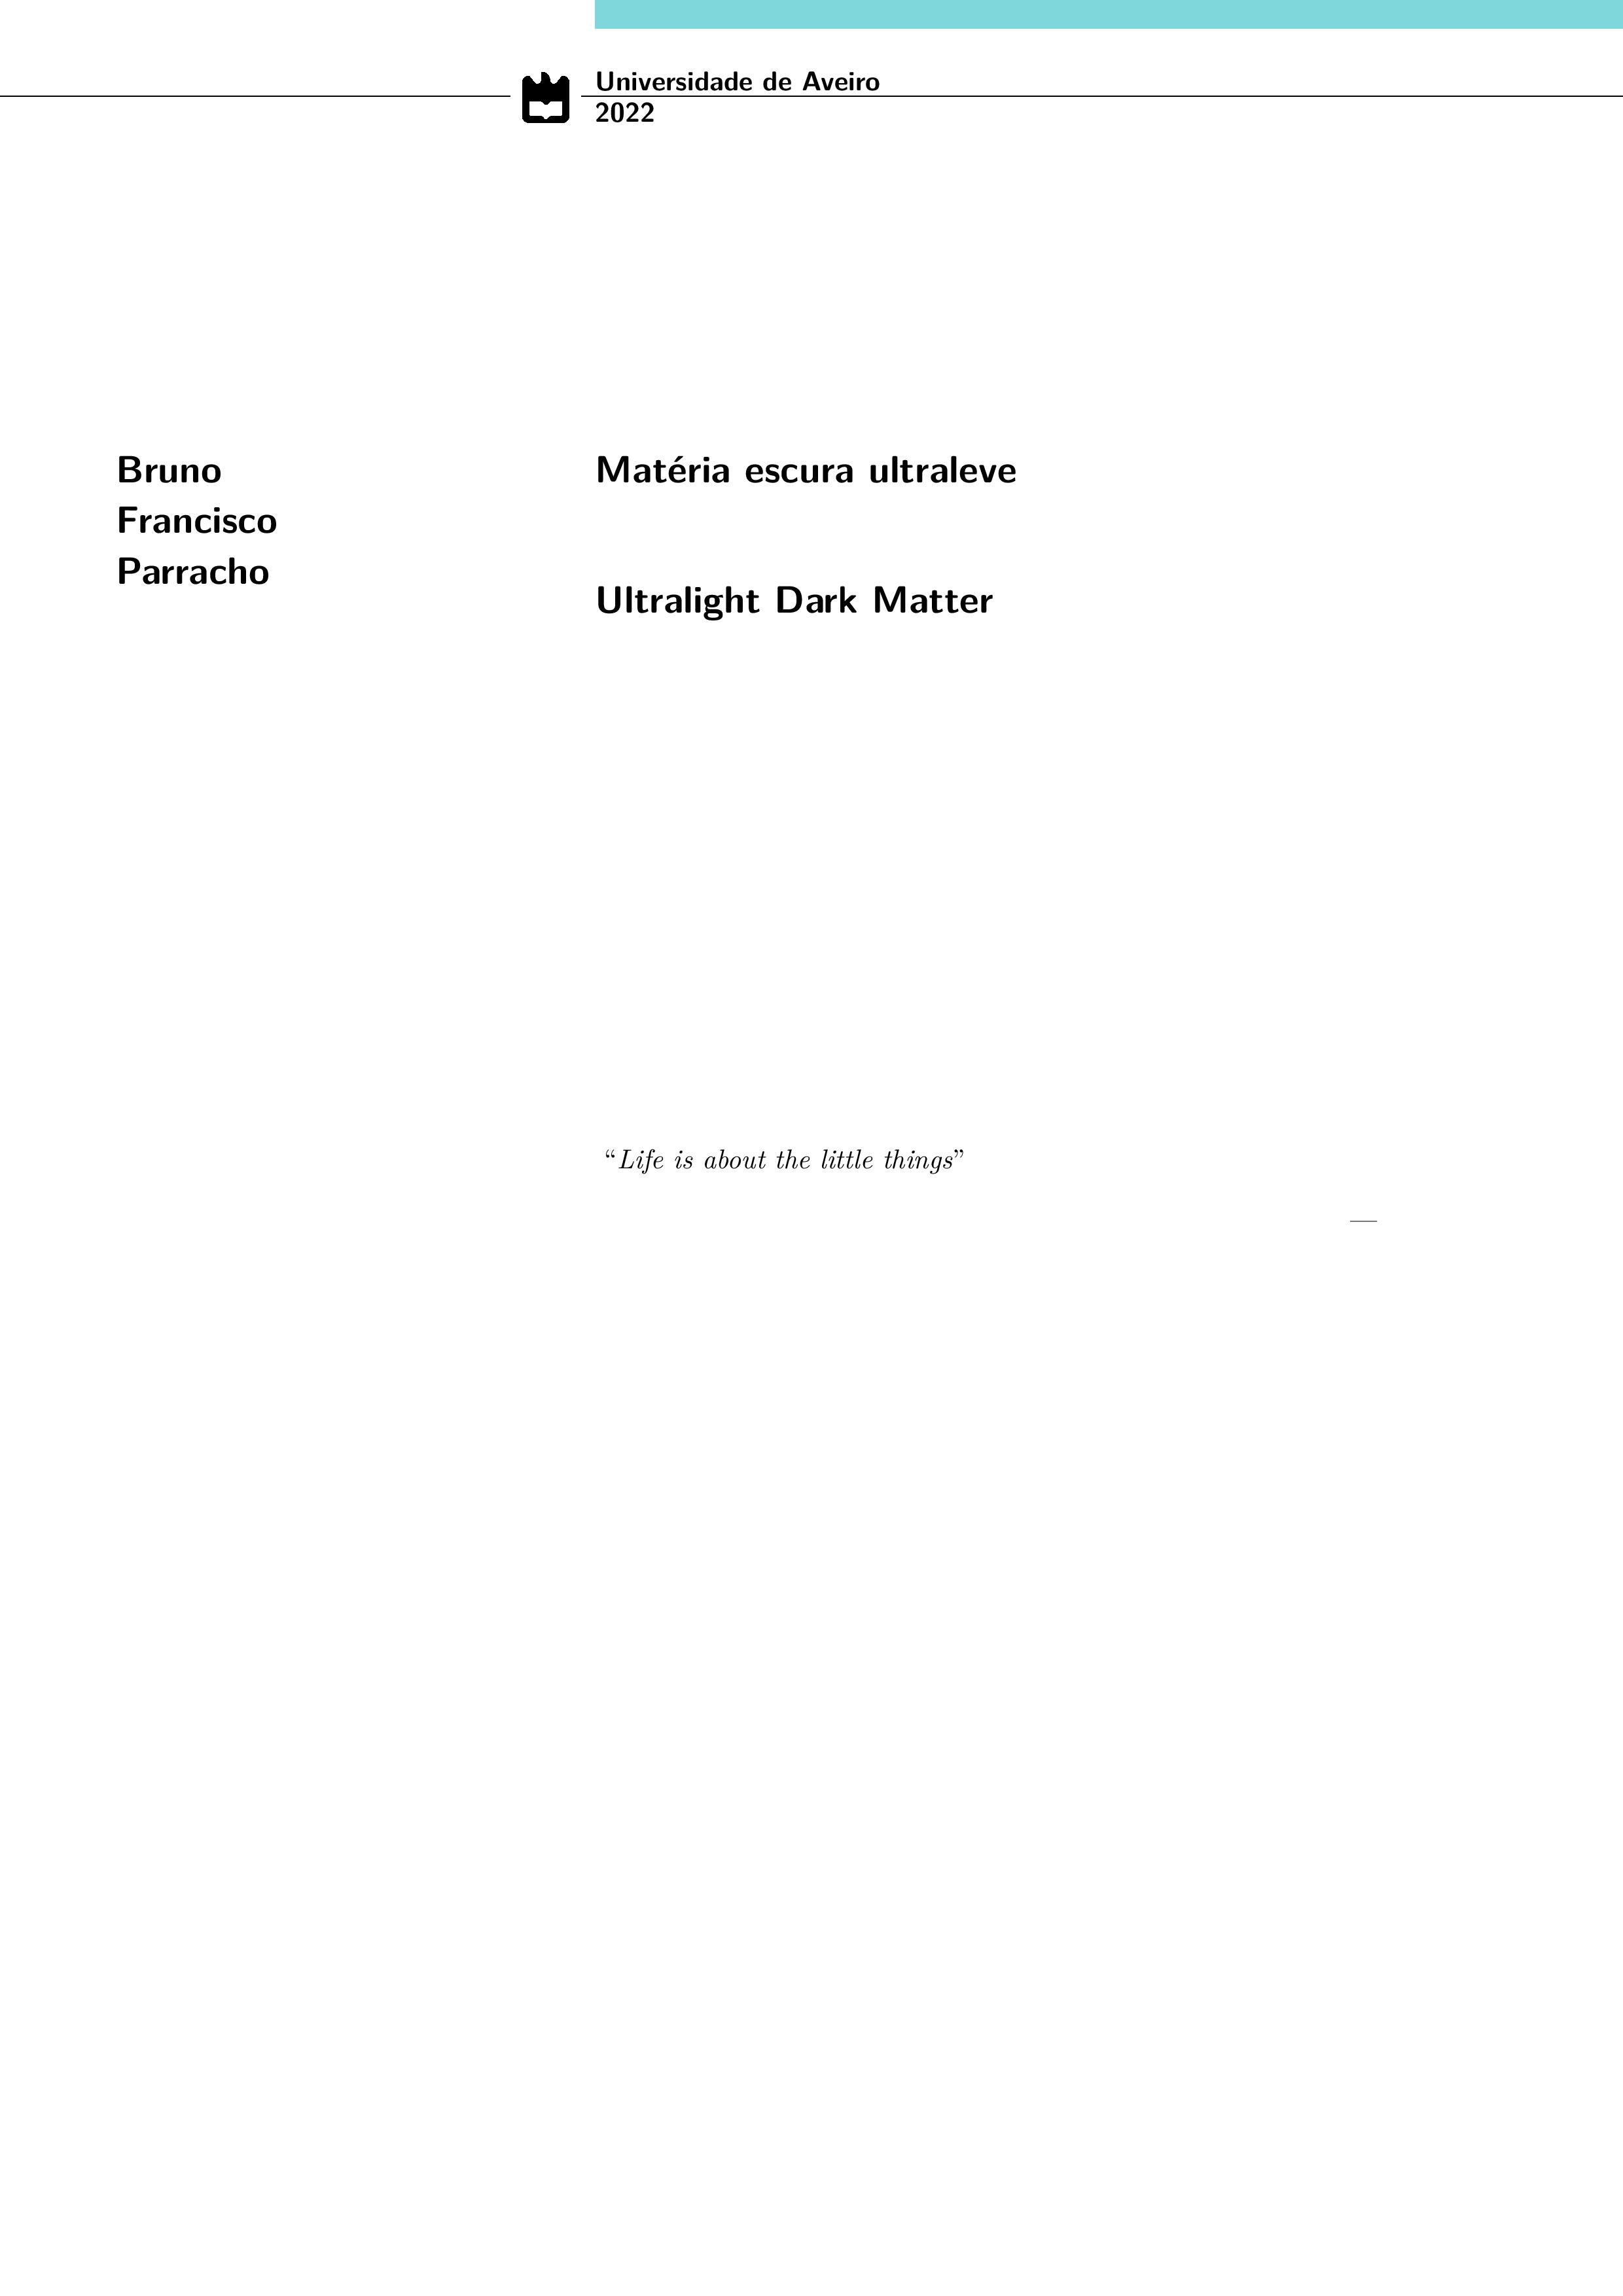 Universidade de Aveiro
2022
Bruno
Francisco
Parracho
Matéria escura ultraleve
Ultralight Dark Matter
“Life is about the little things”
—